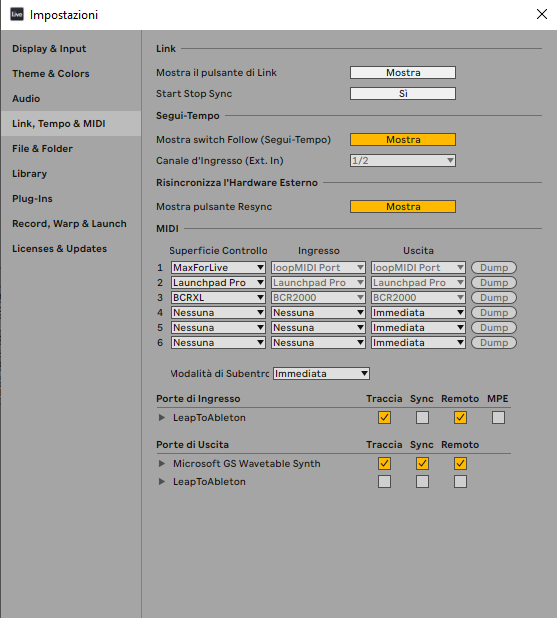 Live Impostazioni
Display & Input
Theme & Colors
Audio
Link, Tempo & MIDI
File & Folder
Library
Plug-Ins
Record, Warp & Launch
Licenses & Updates
Link
Mostra il pulsante di Link Mostra
Start Stop Sync Sì
Segui-Tempo
Mostra switch Follow (Segui-Tempo) Mostra
Canale d'Ingresso (Ext. In) 1/2
Risincronizza l'Hardware Esterno
Mostra pulsante Resync Mostra
MIDI
Superficie Controllo Ingresso Uscita
1 MaxForLive loopMIDI Port loopMIDI Port Dump
2 Launchpad Pro Launchpad Pro Launchpad Pro Dump
3 BCRXL BCR2000 BCR2000 Dump
4 Nessuna Nessuna Immediata Dump
5 Nessuna Nessuna Immediata Dump
6 Nessuna Nessuna Immediata Dump
Modalità di Subentro Immediata
Porte di Ingresso Traccia Sync Remoto MPE
LeapToAbleton
Porte di Uscita Traccia Sync Remoto
Microsoft GS Wavetable Synth
LeapToAbleton